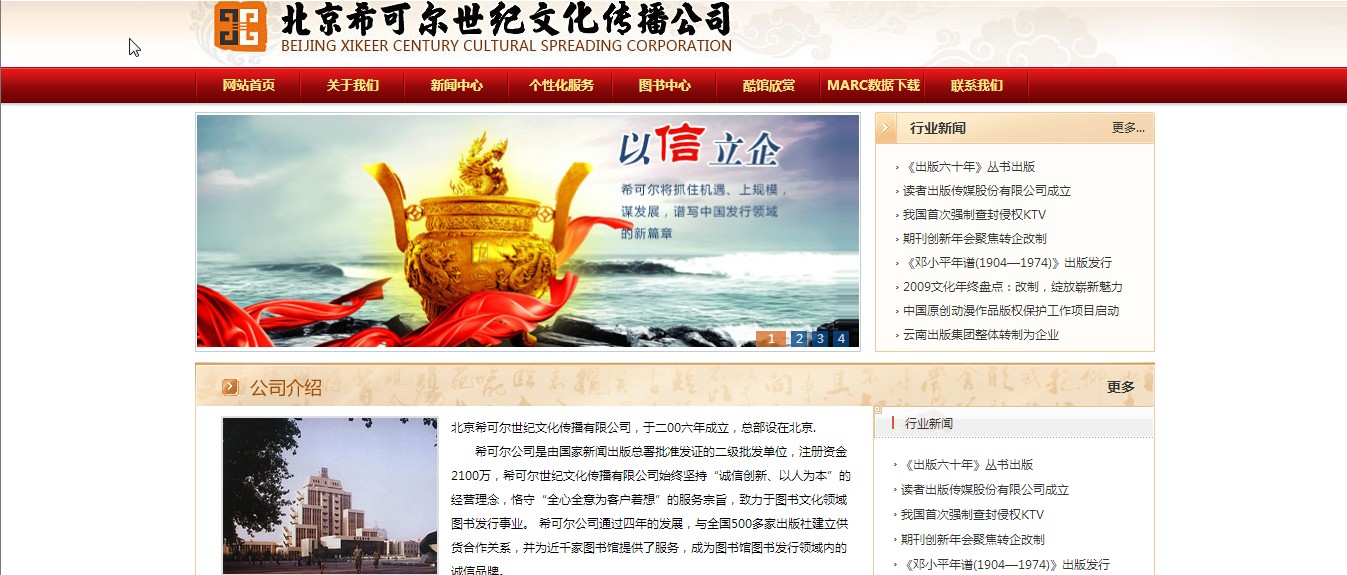 北京希可尔世纪文化传播公司
BEIJING XIKEER CENTURY CULTURAL SPREADING CORPORATION
网站首页 关于我们 新闻中心 个性化服务 图书中心 酷馆欣赏 MARC数据下载 联系我们
以信立企
希可尔将抓住机遇、上规模，
谋发展，谱写中国发行领域
的新篇章
1 2 3 4
行业新闻 更多...
《出版六十年》丛书出版
读者出版传媒股份有限公司成立
我国首次强制查封侵权KTV
期刊创新年会聚焦转企改制
《邓小平年谱(1904—1974)》出版发行
2009文化年终盘点：改制，绽放崭新魅力
中国原创动漫作品版权保护工作项目启动
云南出版集团整体转制为企业
公司介绍 更多
北京希可尔世纪文化传播有限公司，于二00六年成立，总部设在北京.
希可尔公司是由国家新闻出版总署批准发证的二级批发单位，注册资金
2100万，希可尔世纪文化传播有限公司始终坚持“诚信创新、以人为本”的
经营理念，恪守“全心全意为客户着想”的服务宗旨，致力于图书文化领域
图书发行事业。 希可尔公司通过四年的发展，与全国500多家出版社建立供
货合作关系，并为近千家图书馆提供了服务，成为图书馆图书发行领域内的
诚信品牌。
行业新闻
《出版六十年》丛书出版
读者出版传媒股份有限公司成立
我国首次强制查封侵权KTV
期刊创新年会聚焦转企改制
《邓小平年谱(1904—1974)》出版发行